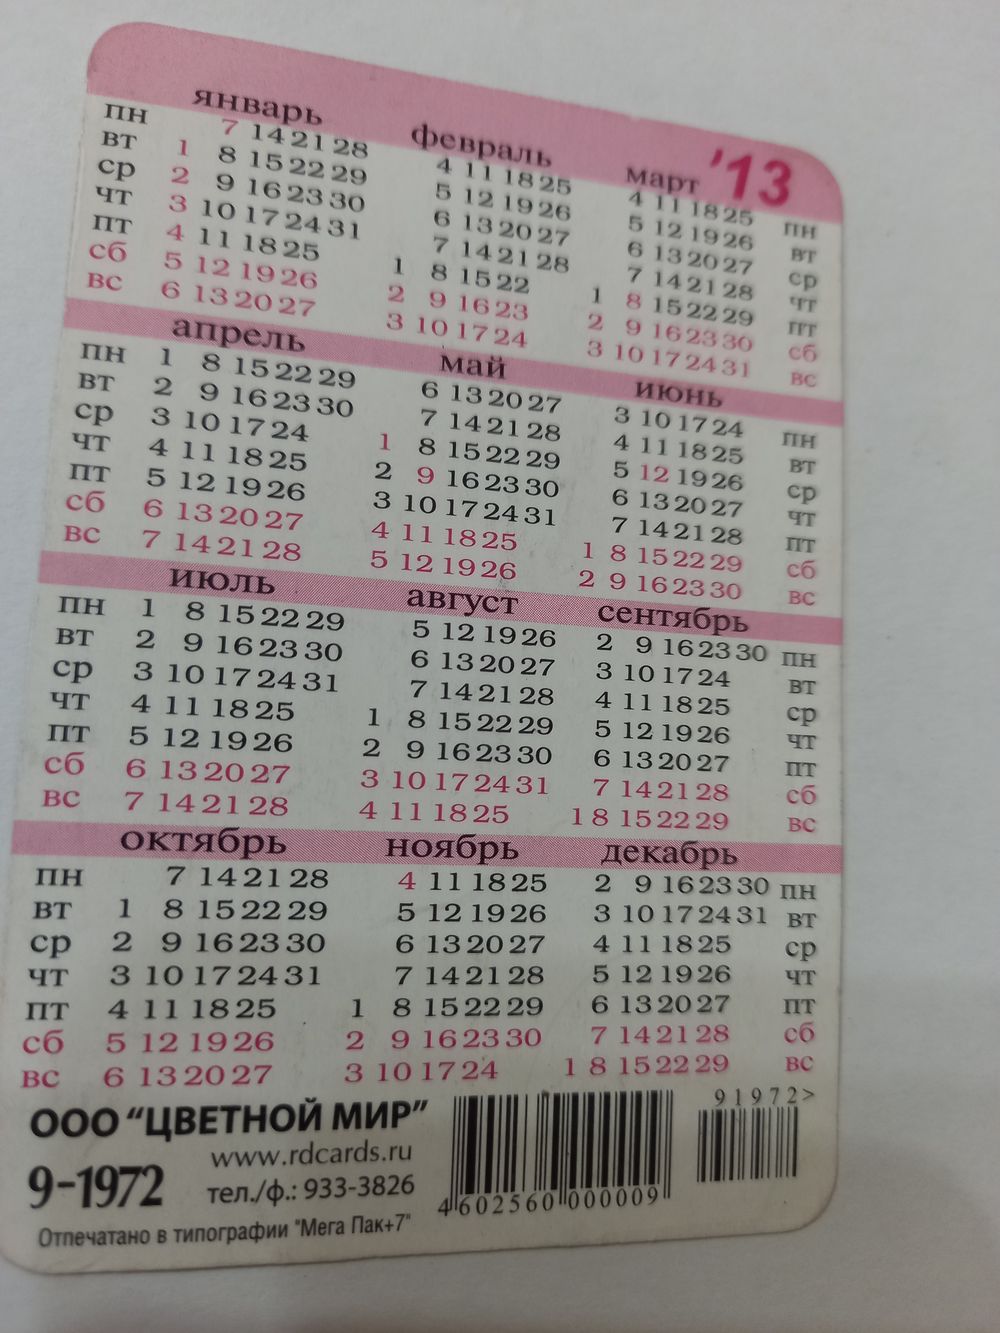 '13
январь февраль март
пн 7 14 21 28 4 11 18 25 4 11 18 25 пн
вт 1 8 15 22 29 5 12 19 26 5 12 19 26 вт
ср 2 9 16 23 30 6 13 20 27 6 13 20 27 ср
чт 3 10 17 24 31 7 14 21 28 7 14 21 28 чт
пт 4 11 18 25 1 8 15 22 1 8 15 22 29 пт
сб 5 12 19 26 2 9 16 23 2 9 16 23 30 сб
вс 6 13 20 27 3 10 17 24 3 10 17 24 31 вс
апрель май июнь
пн 1 8 15 22 29 6 13 20 27 3 10 17 24 пн
вт 2 9 16 23 30 7 14 21 28 4 11 18 25 вт
ср 3 10 17 24 1 8 15 22 29 5 12 19 26 ср
чт 4 11 18 25 2 9 16 23 30 6 13 20 27 чт
пт 5 12 19 26 3 10 17 24 31 7 14 21 28 пт
сб 6 13 20 27 4 11 18 25 1 8 15 22 29 сб
вс 7 14 21 28 5 12 19 26 2 9 16 23 30 вс
июль август сентябрь
пн 1 8 15 22 29 5 12 19 26 2 9 16 23 30 пн
вт 2 9 16 23 30 6 13 20 27 3 10 17 24 вт
ср 3 10 17 24 31 7 14 21 28 4 11 18 25 ср
чт 4 11 18 25 1 8 15 22 29 5 12 19 26 чт
пт 5 12 19 26 2 9 16 23 30 6 13 20 27 пт
сб 6 13 20 27 3 10 17 24 31 7 14 21 28 сб
вс 7 14 21 28 4 11 18 25 1 8 15 22 29 вс
октябрь ноябрь декабрь
пн 7 14 21 28 4 11 18 25 2 9 16 23 30 пн
вт 1 8 15 22 29 5 12 19 26 3 10 17 24 31 вт
ср 2 9 16 23 30 6 13 20 27 4 11 18 25 ср
чт 3 10 17 24 31 7 14 21 28 5 12 19 26 чт
пт 4 11 18 25 1 8 15 22 29 6 13 20 27 пт
сб 5 12 19 26 2 9 16 23 30 7 14 21 28 сб
вс 6 13 20 27 3 10 17 24 1 8 15 22 29 вс
ООО "ЦВЕТНОЙ МИР"
www.rdcards.ru
9-1972
тел./ф.: 933-3826
Отпечатано в типографии "Мега Пак+7"
4 602560 000009
91972>